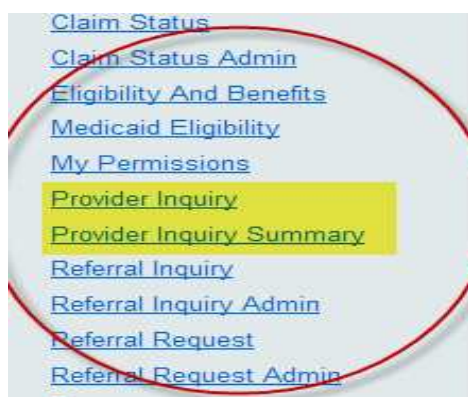 Claim Status
Claim Status Admin
Eligibility And Benefits
Medicaid Eligibility
My Permissions
Provider Inquiry
Provider Inquiry Summary
Referral Inquiry
Referral Inquiry Admin
Referral Request
Referral Request Admin